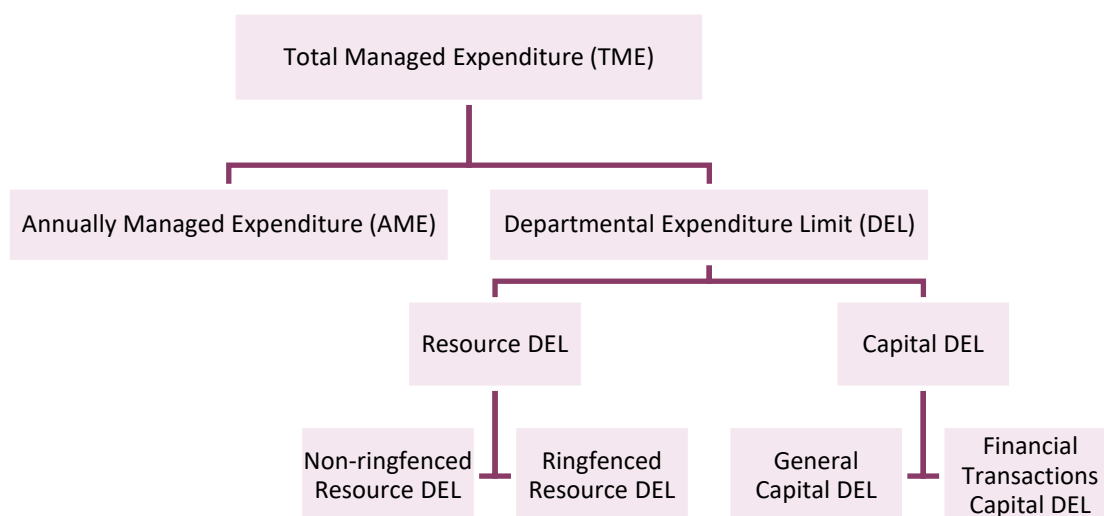 Total Managed Expenditure (TME)
Annually Managed Expenditure (AME)
Departmental Expenditure Limit (DEL)
Resource DEL
Capital DEL
Non-ringfenced
Resource DEL
Ringfenced
Resource DEL
General
Capital DEL
Financial
Transactions
Capital DEL